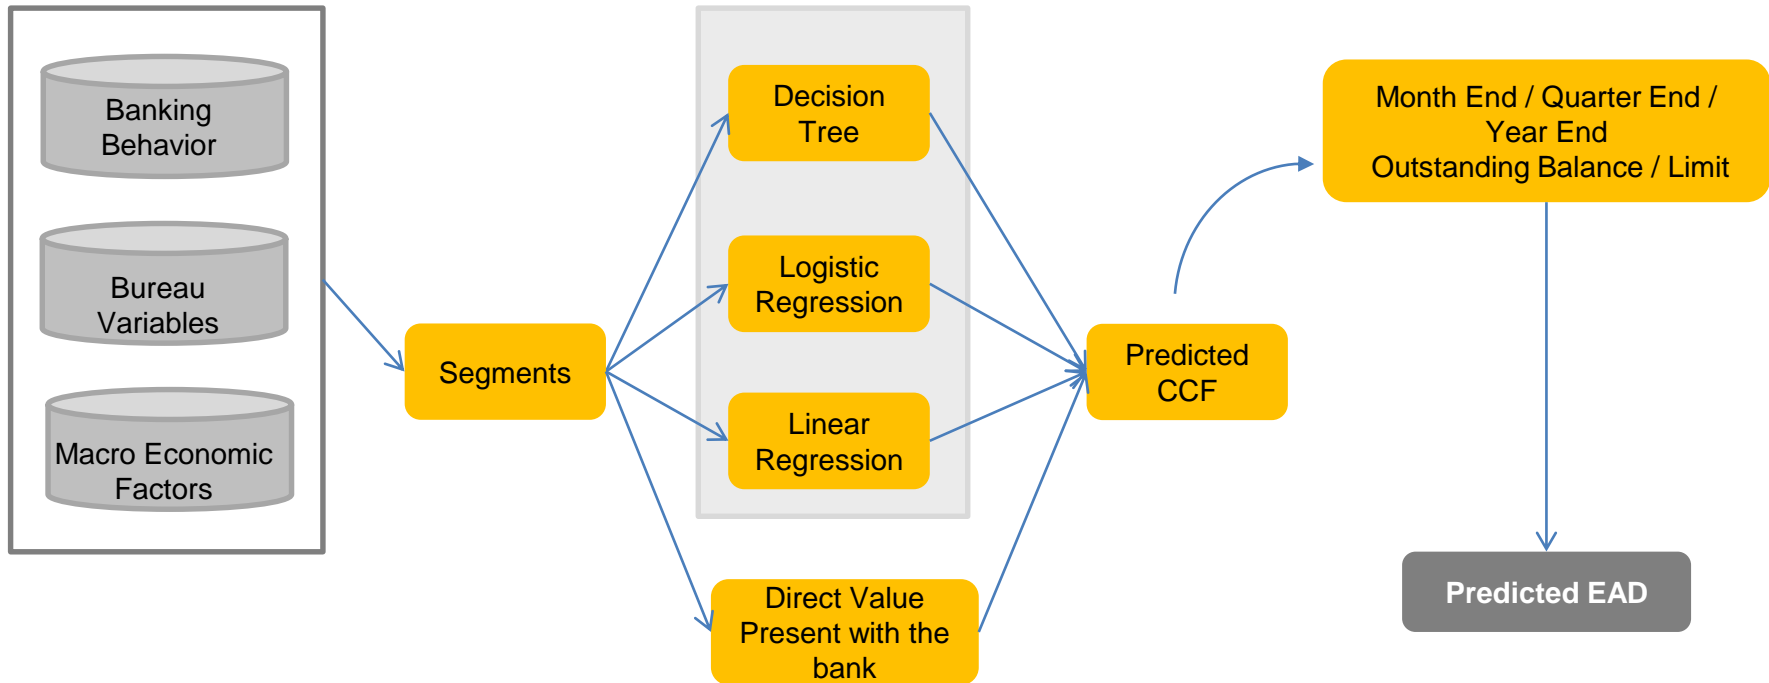 Banking
Behavior
Bureau
Variables
Macro Economic
Factors
Segments
Decision
Tree
Logistic
Regression
Linear
Regression
Direct Value
Present with the
bank
Predicted
CCF
Month End / Quarter End /
Year End
Outstanding Balance / Limit
Predicted EAD